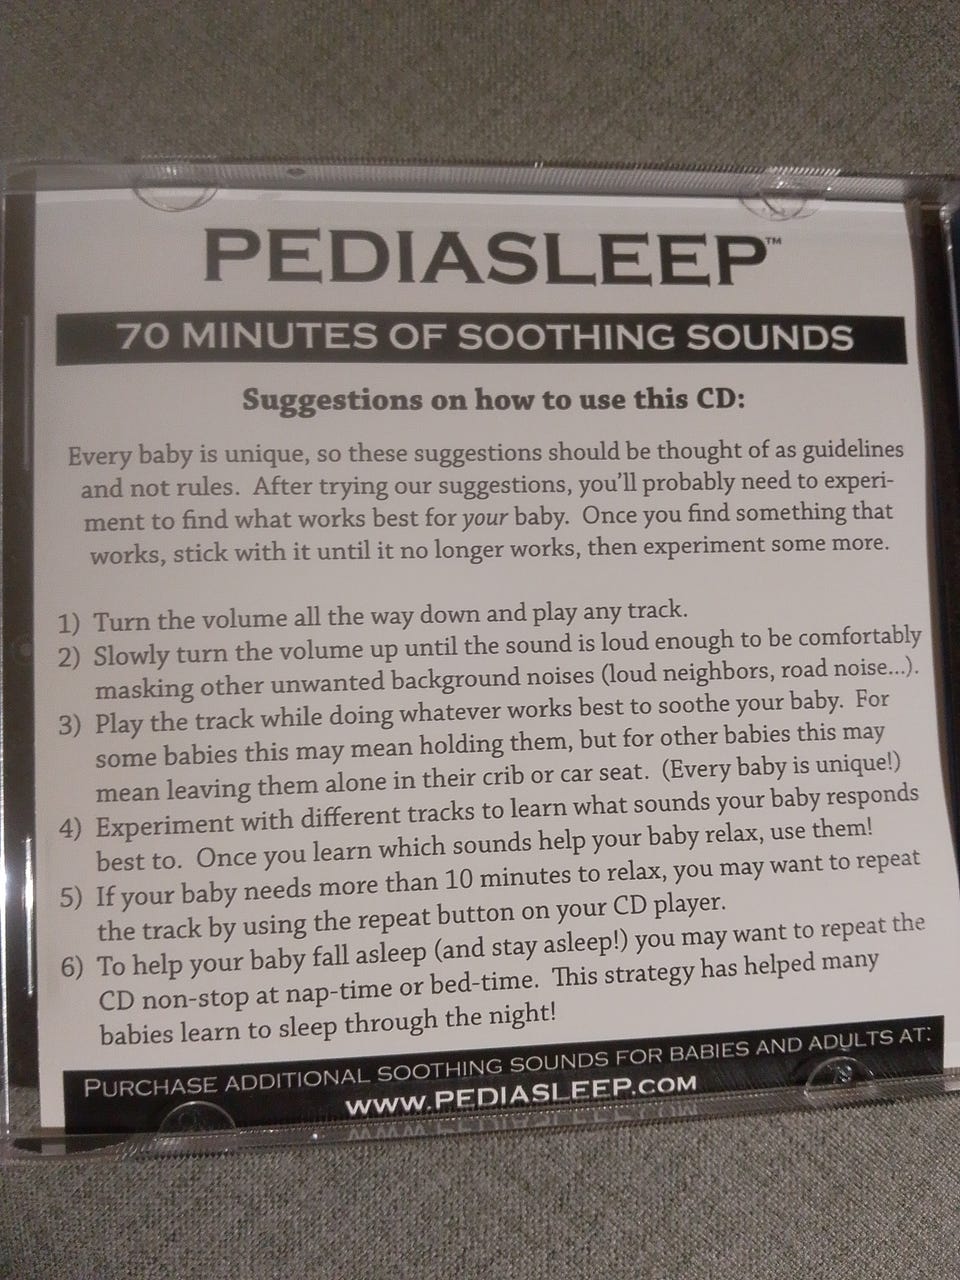 PEDIASLEEP™
70 MINUTES OF SOOTHING SOUNDS
Suggestions on how to use this CD:
Every baby is unique, so these suggestions should be thought of as guidelines
and not rules. After trying our suggestions, you'll probably need to experi-
ment to find what works best for your baby. Once you find something that
works, stick with it until it no longer works, then experiment some more.
1) Turn the volume all the way down and play any track.
2) Slowly turn the volume up until the sound is loud enough to be comfortably
masking other unwanted background noises (loud neighbors, road noise...).
3) Play the track while doing whatever works best to soothe your baby. For
some babies this may mean holding them, but for other babies this may
mean leaving them alone in their crib or car seat. (Every baby is unique!)
4) Experiment with different tracks to learn what sounds your baby responds
best to. Once you learn which sounds help your baby relax, use them!
5) If your baby needs more than 10 minutes to relax, you may want to repeat
the track by using the repeat button on your CD player.
6) To help your baby fall asleep (and stay asleep!) you may want to repeat the
CD non-stop at nap-time or bed-time. This strategy has helped many
babies learn to sleep through the night!
PURCHASE ADDITIONAL SOOTHING SOUNDS FOR BABIES AND ADULTS AT:
WWW.PEDIASLEEP.COM